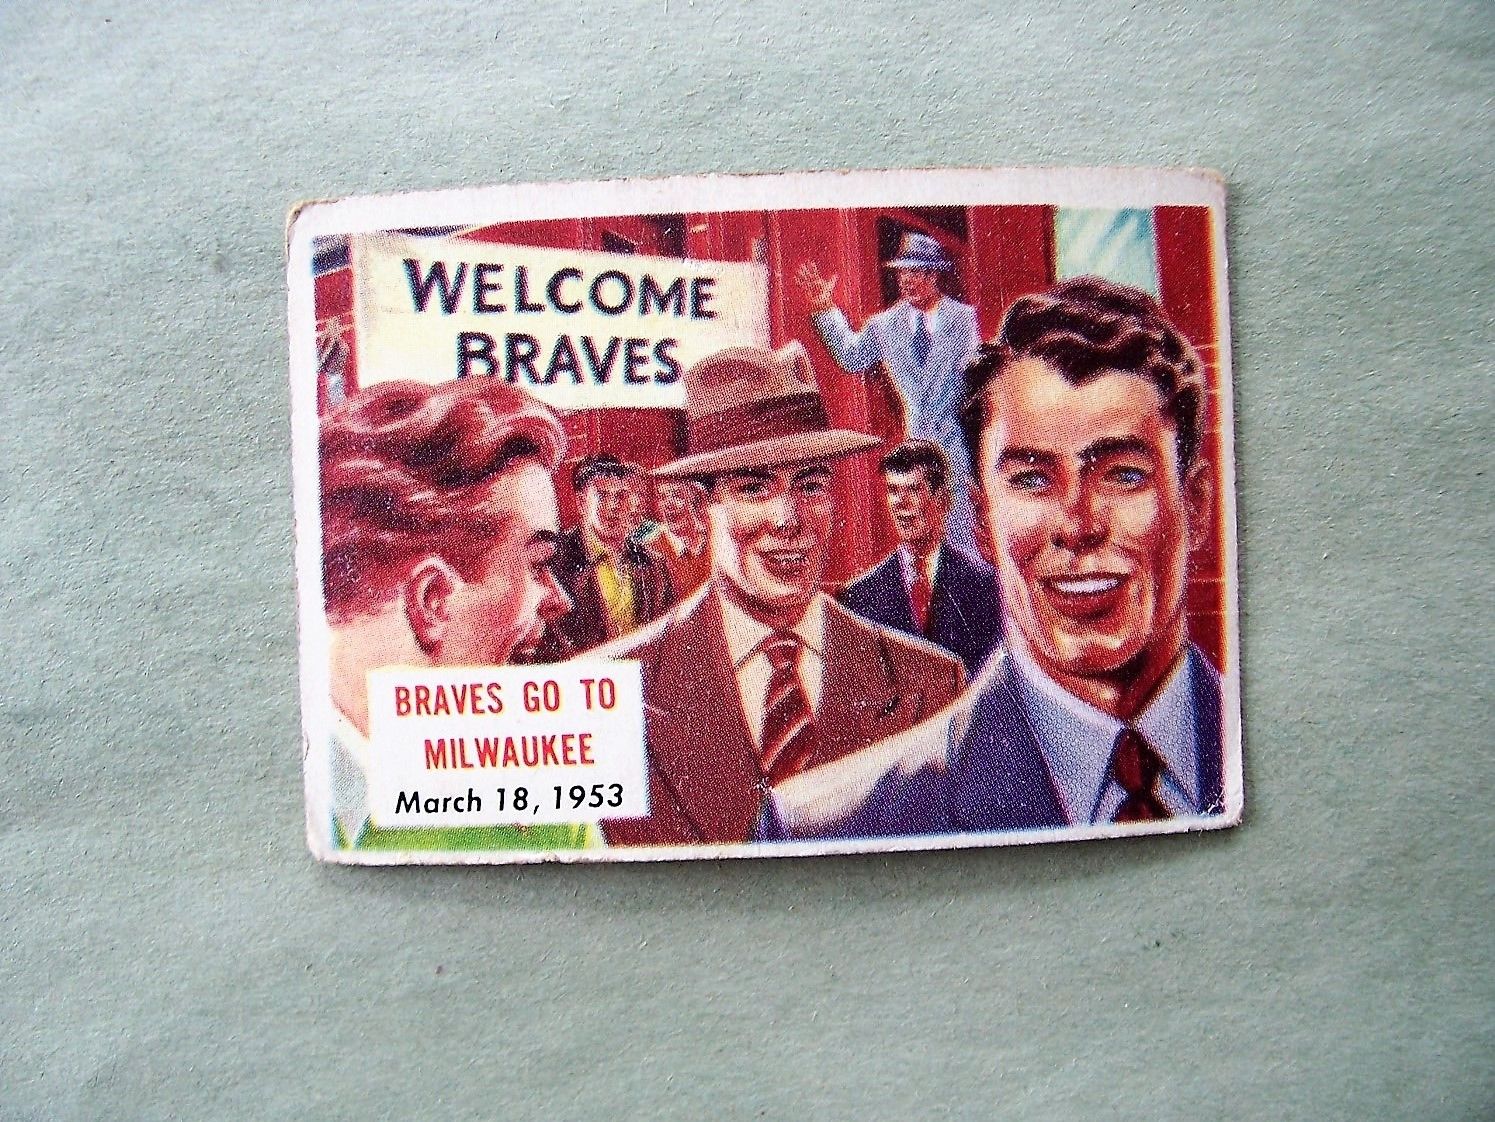 WELCOME
BRAVES
BRAVES GO TO
MILWAUKEE
March 18, 1953